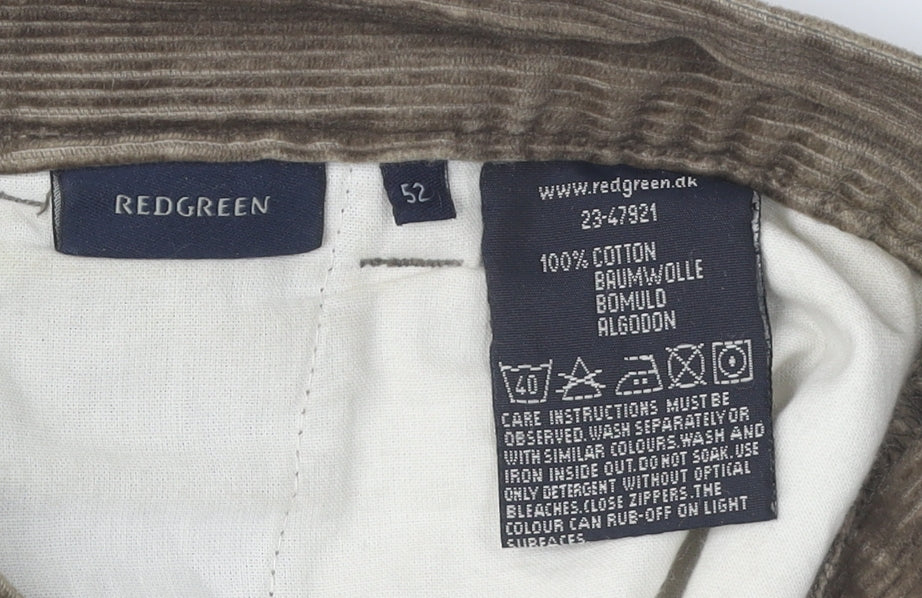 REDGREEN
52
www.redgreen.dk
23-47921
100% COTTON
BAUMWOLLE
BOMULD
ALGODON
40
CARE INSTRUCTIONS MUST BE
OBSERVED. WASH SEPARATELY OR
WITH SIMILAR COLOURS. WASH AND
IRON INSIDE OUT. DO NOT SOAK. USE
ONLY DETERGENT WITHOUT OPTICAL
BLEACHES. CLOSE ZIPPERS. THE
COLOUR CAN RUB-OFF ON LIGHT
SURFACES